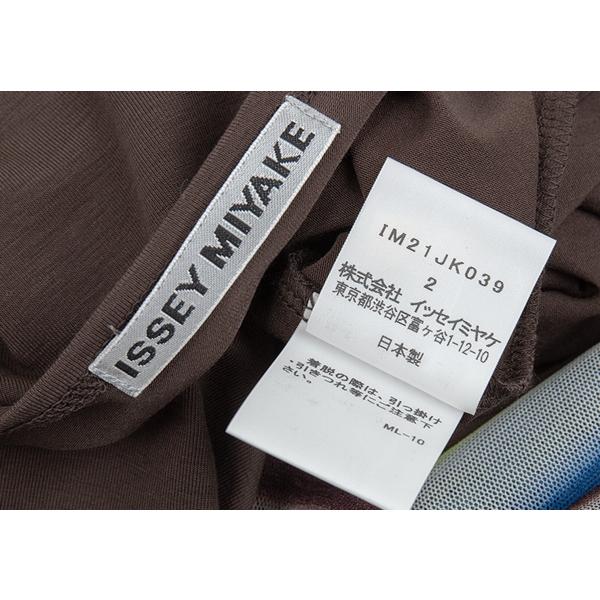 ISSEY MIYAKE
IM21JK039
2
株式会社 イッセイミヤケ
東京都渋谷区富ヶ谷1-12-10
日本製
着脱の際は、引っ掛け
、引きつれ等にご注意下
さい。
ML-10